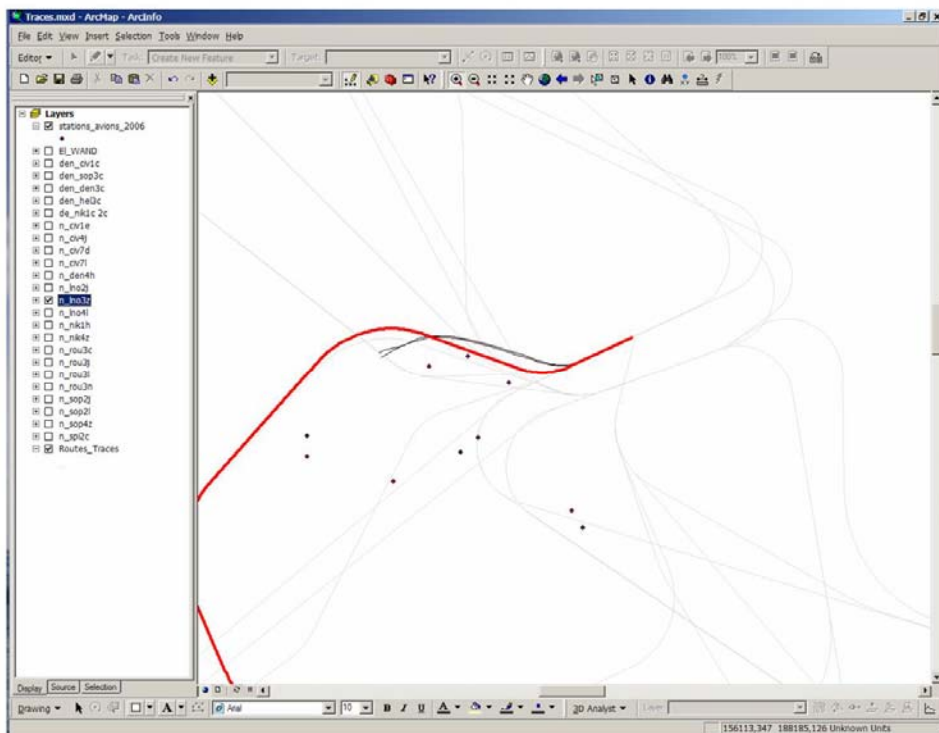 Traces.mxd - ArcMap - ArcInfo
File Edit View Insert Selection Tools Window Help
Editor Task: Create New Feature Target: 100%
Layers
stations_avions_2006
El_WAND
den_civ1c
den_sop3c
den_den3c
den_hel3c
de_nik1c 2c
n_civ1e
n_civ4j
n_civ7d
n_civ7l
n_den4h
n_lno2j
n_lno3z
n_lno4l
n_nik1h
n_nik4z
n_rou3c
n_rou3j
n_rou3l
n_rou3n
n_sop2j
n_sop2l
n_sop4z
n_spi2c
Routes_Traces
Display Source Selection
Drawing A Arial 10 B I U A 3D Analyst Layer:
156113,347 188185,126 Unknown Units